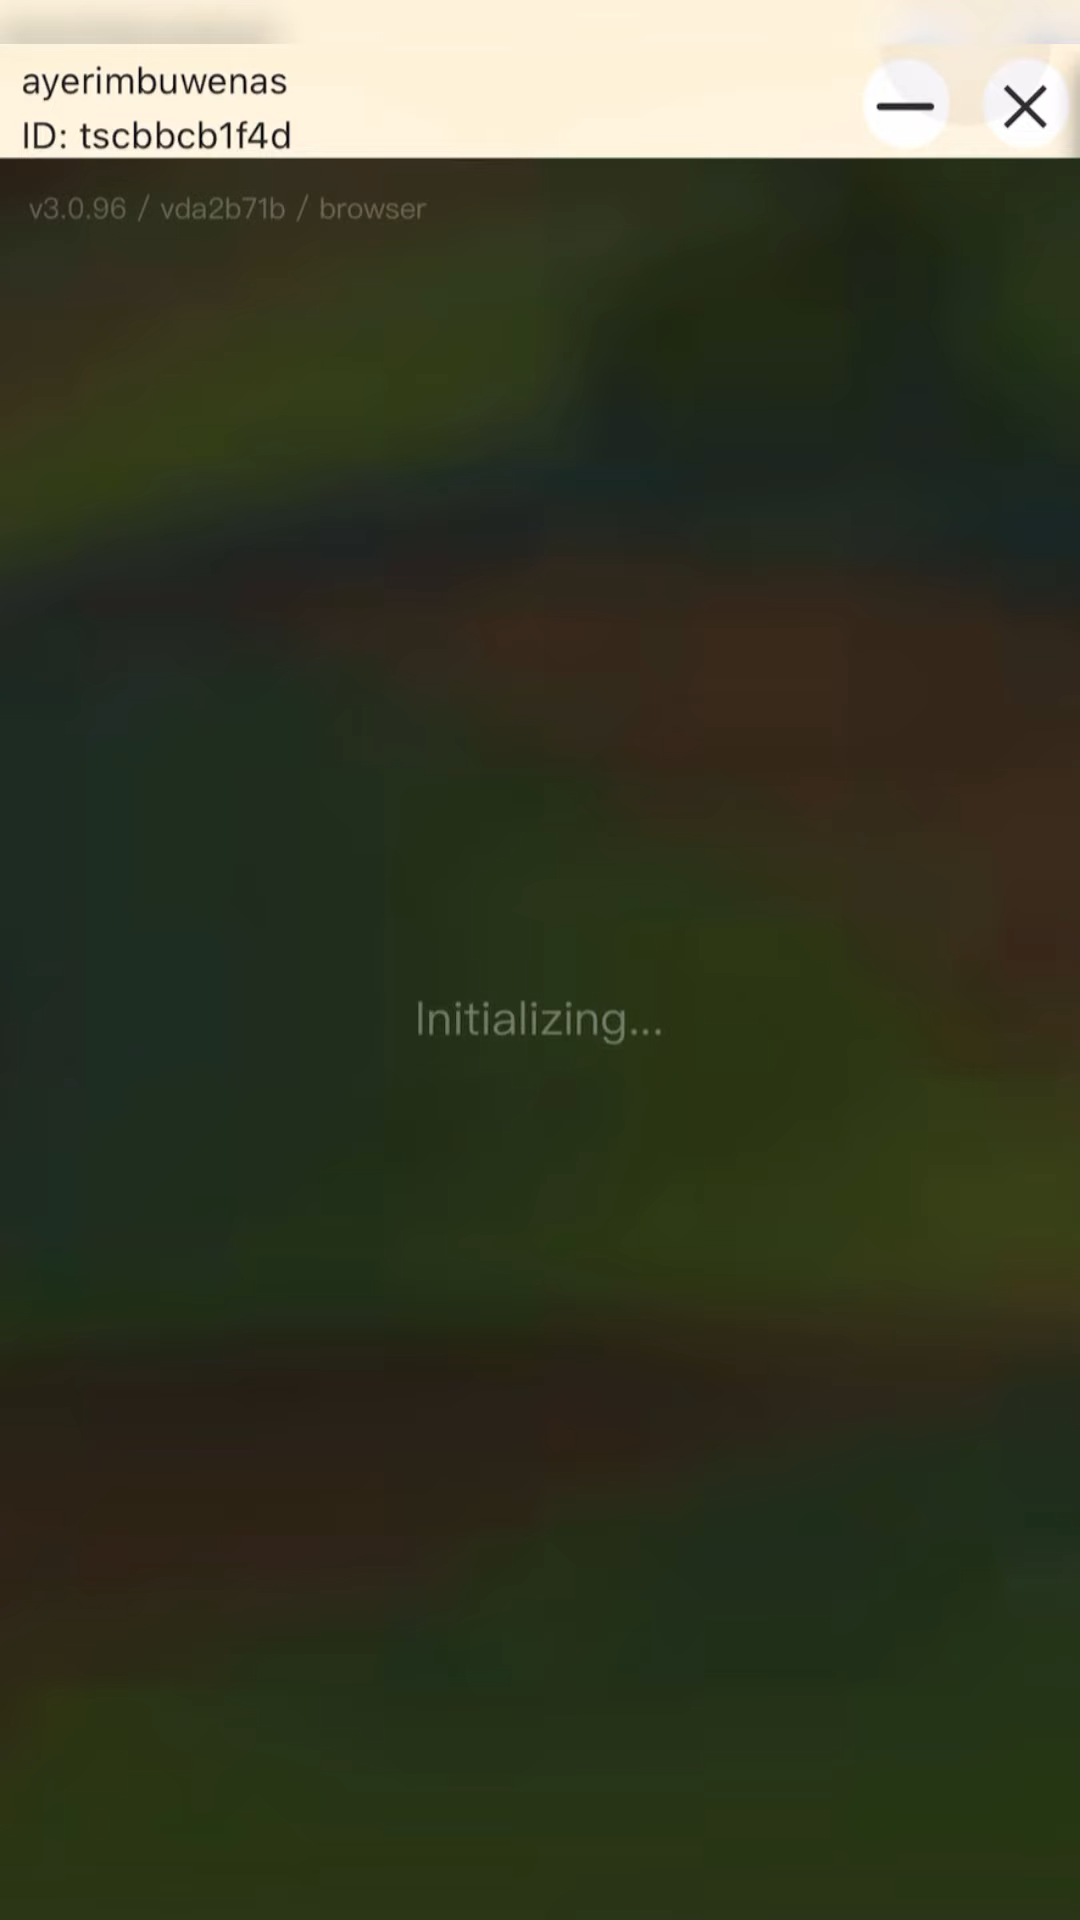 ayerimbuwenas
ID: tscbbcb1f4d
v3.0.96 / vda2b71b / browser
Initializing...